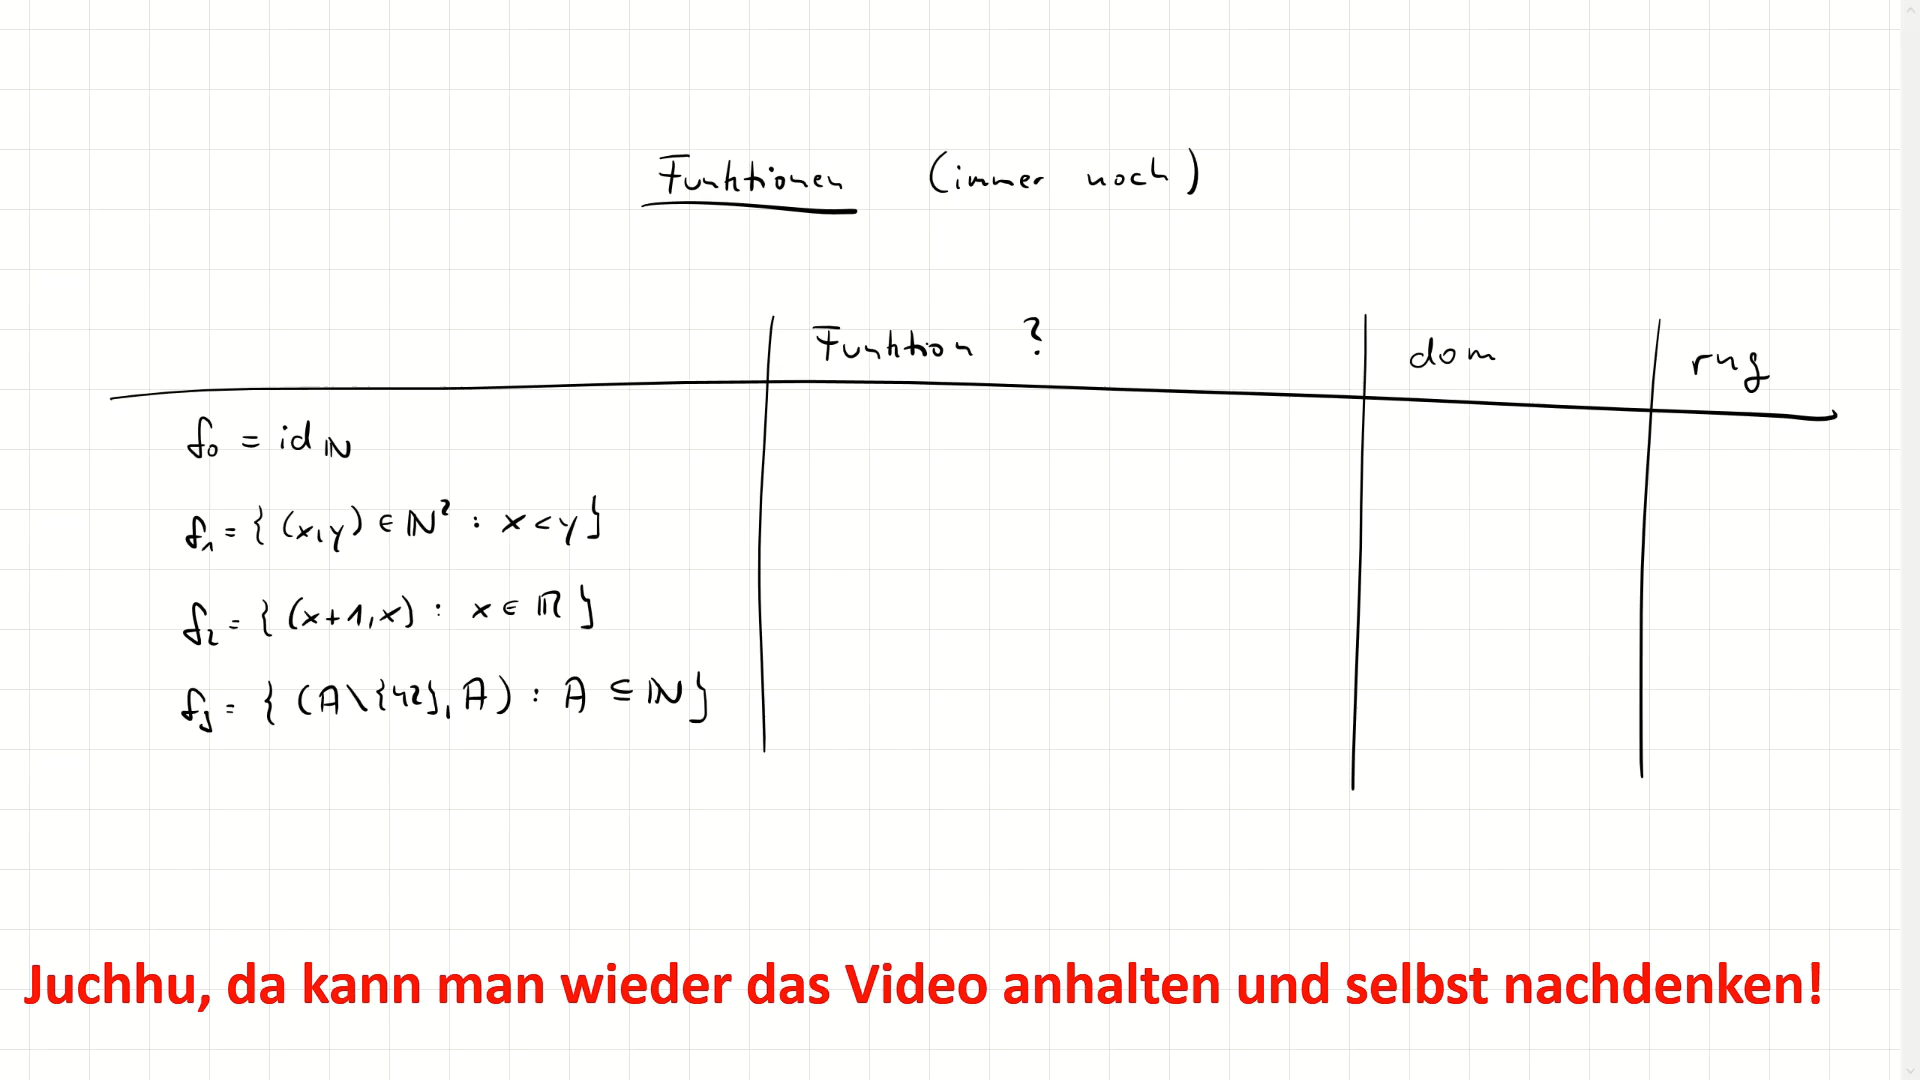 Funktionen (immer noch)
Funktion ? dom rng
f₀ = id ℕ
f₁ = { (x,y) ∈ ℕ² : x < y }
f₂ = { (x+1,x) : x ∈ ℝ }
f₃ = { (A\{42}, A) : A ⊆ ℕ }
Juchhu, da kann man wieder das Video anhalten und selbst nachdenken!